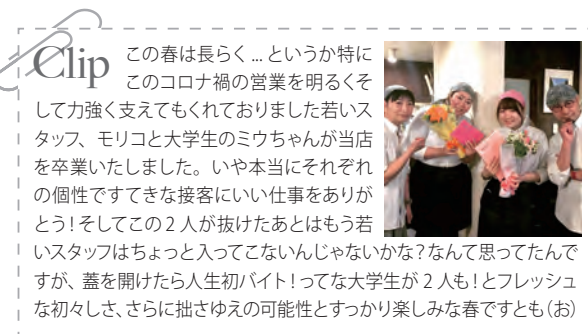 Clip この春は長らく ... というか特に
このコロナ禍の営業を明るくそ
して力強く支えてもくれておりました若いス
タッフ、モリコと大学生のミウちゃんが当店
を卒業いたしました。いや本当にそれぞれ
の個性ですてきな接客にいい仕事をありが
とう!そしてこの 2 人が抜けたあとはもう若
いスタッフはちょっと入ってこないんじゃないかな?なんて思ってたんで
すが、蓋を開けたら人生初バイト!ってな大学生が 2 人も!とフレッシュ
な初々しさ、さらに拙さゆえの可能性とすっかり楽しみな春ですとも(お)